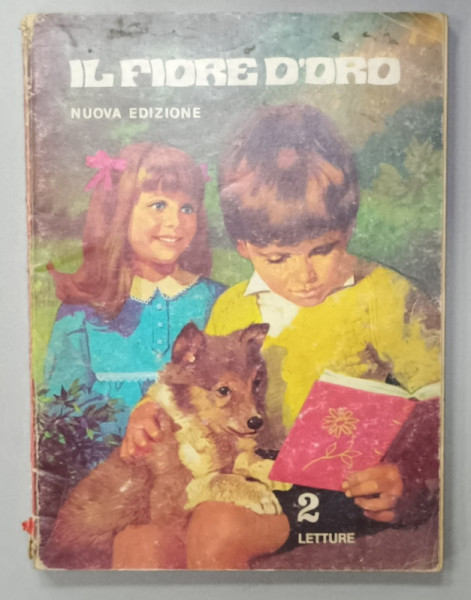 IL FIORE D'ORO
NUOVA EDIZIONE
2
LETTURE